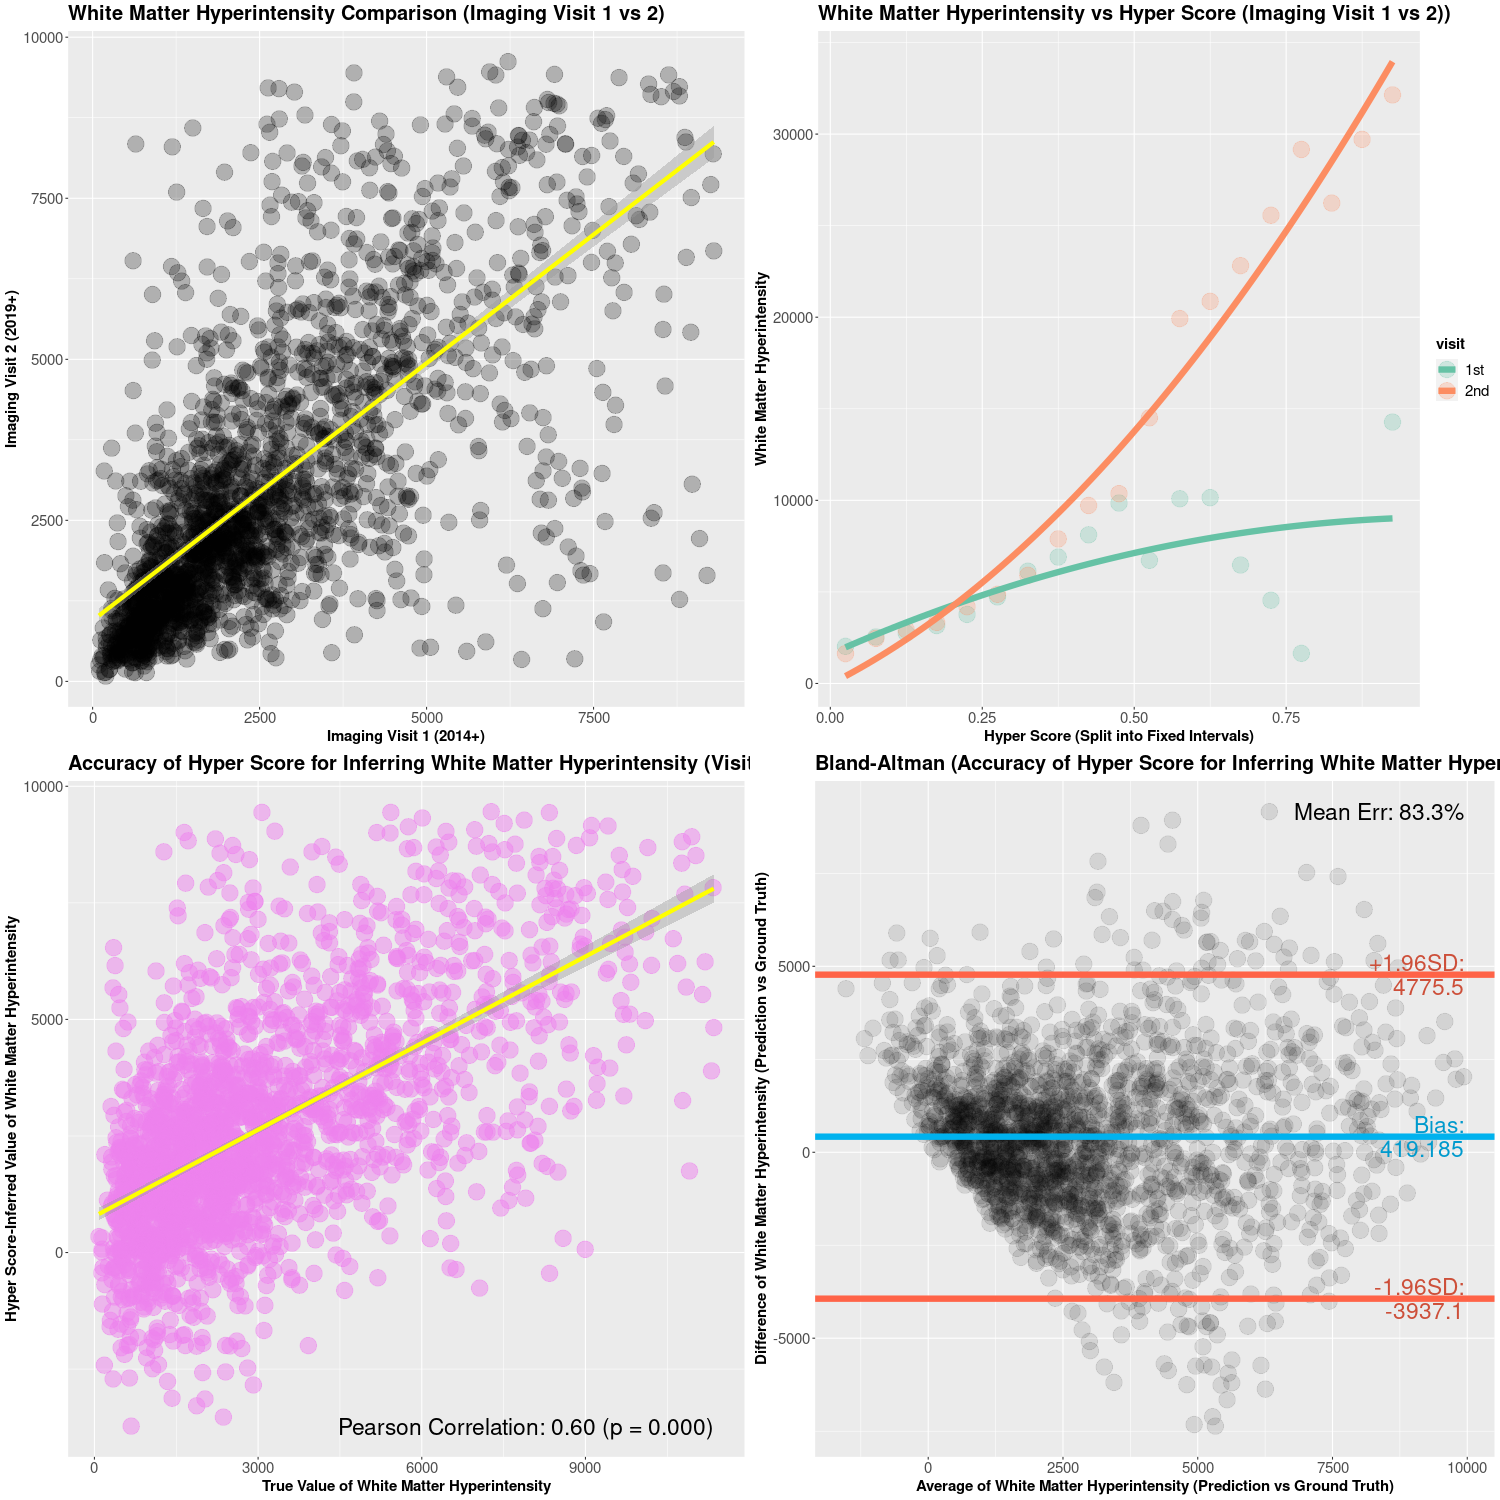 White Matter Hyperintensity Comparison (Imaging Visit 1 vs 2)
10000
7500
5000
2500
0
0
2500
5000
7500
Imaging Visit 1 (2014+)
Imaging Visit 2 (2019+)
White Matter Hyperintensity vs Hyper Score (Imaging Visit 1 vs 2))
30000
20000
10000
0
0.00
0.25
0.50
0.75
Hyper Score (Split into Fixed Intervals)
White Matter Hyperintensity
visit
1st
2nd
Accuracy of Hyper Score for Inferring White Matter Hyperintensity (Visit
10000
5000
0
0
3000
6000
9000
True Value of White Matter Hyperintensity
Hyper Score-Inferred Value of White Matter Hyperintensity
Pearson Correlation: 0.60 (p = 0.000)
Bland-Altman (Accuracy of Hyper Score for Inferring White Matter Hyper
Mean Err: 83.3%
+1.96SD:
4775.5
Bias:
419.185
-1.96SD:
-3937.1
5000
0
-5000
0
2500
5000
7500
10000
Average of White Matter Hyperintensity (Prediction vs Ground Truth)
Difference of White Matter Hyperintensity (Prediction vs Ground Truth)